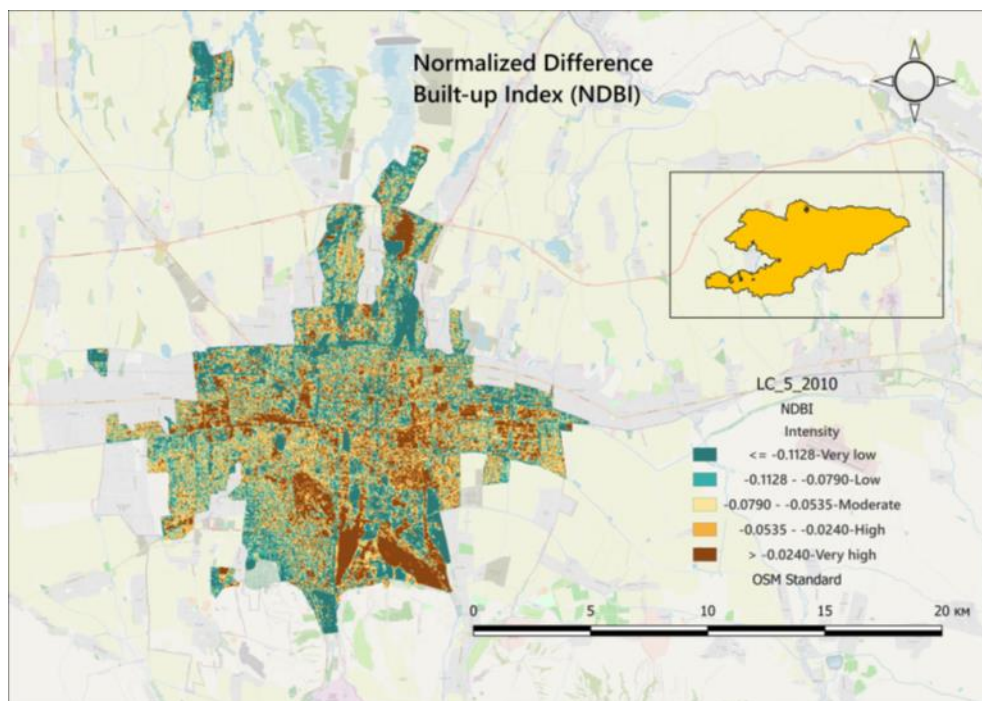 Normalized Difference
Built-up Index (NDBI)
LC_5_2010
NDBI
Intensity
<= -0.1128-Very low
-0.1128 - -0.0790-Low
-0.0790 - -0.0535-Moderate
-0.0535 - -0.0240-High
> -0.0240-Very high
OSM Standard
0 5 10 15 20 км